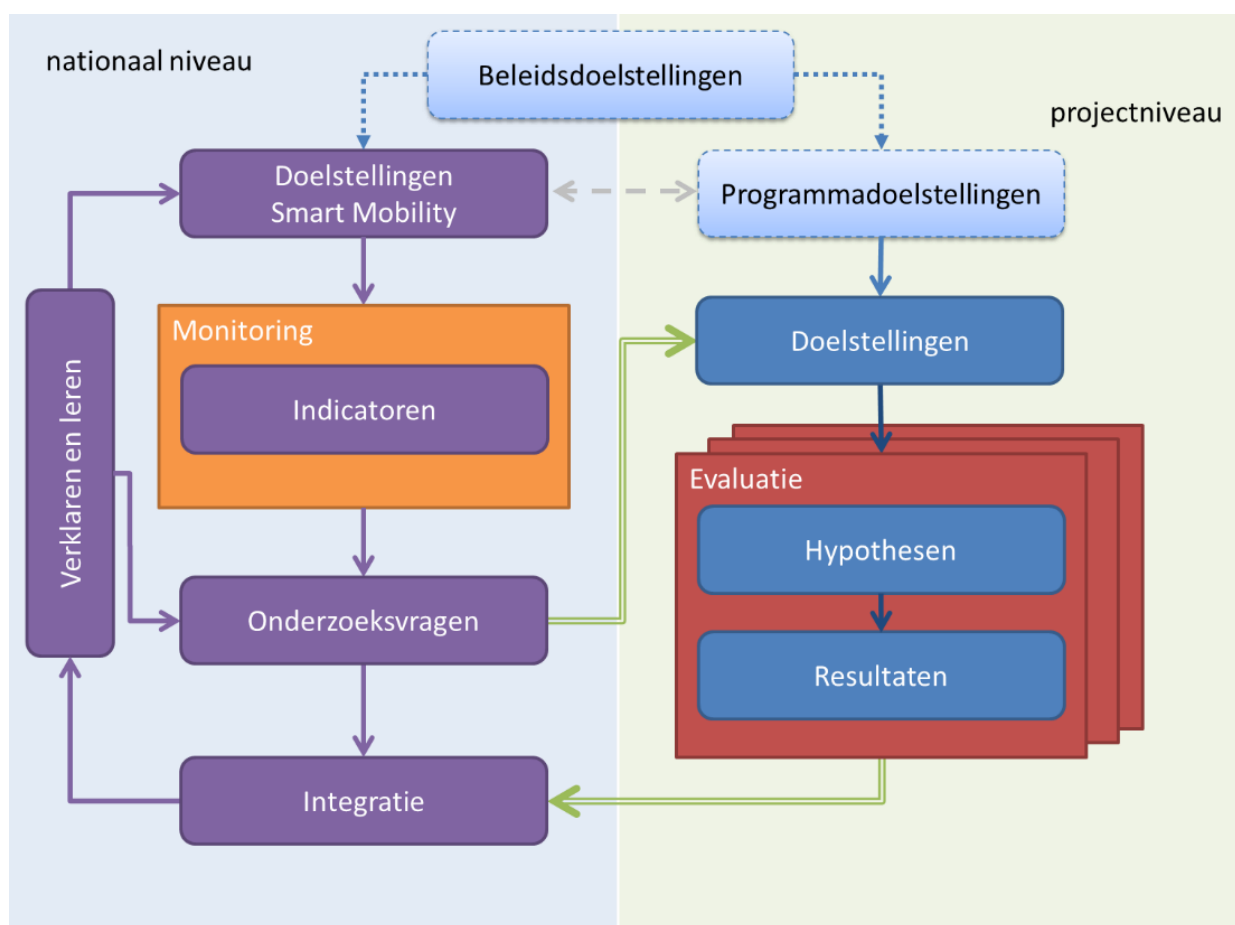 nationaal niveau
Beleidsdoelstellingen
projectniveau
Doelstellingen
Smart Mobility
Programmadoelstellingen
Monitoring
Indicatoren
Doelstellingen
Verklaren en leren
Evaluatie
Hypothesen
Onderzoeksvragen
Resultaten
Integratie